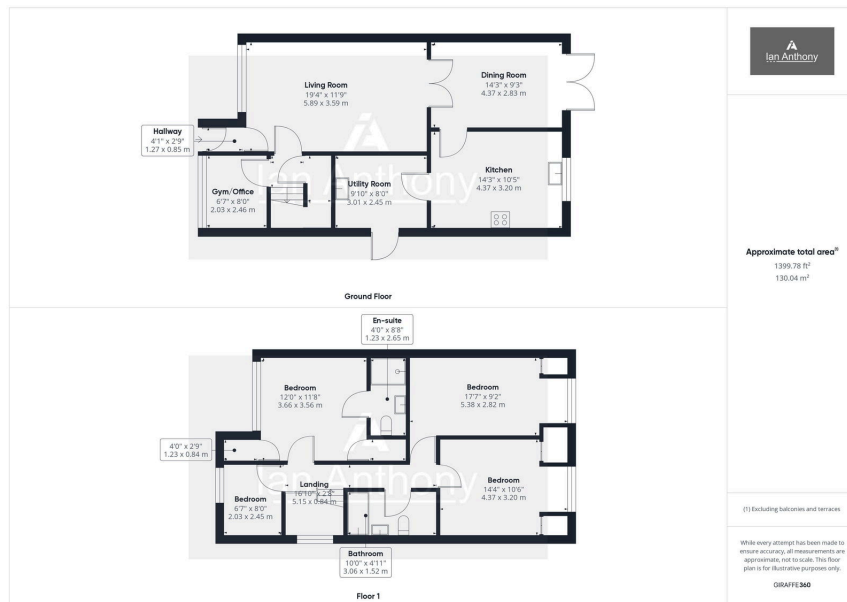 Living Room
19'4" x 11'9"
5.89 x 3.59 m
Dining Room
14'3" x 9'3"
4.37 x 2.83 m
Hallway
4'1" x 2'9"
1.27 x 0.85 m
Gym/Office
6'7" x 8'0"
2.03 x 2.46 m
Utility Room
9'10" x 8'0"
3.01 x 2.45 m
Kitchen
14'3" x 10'5"
4.37 x 3.20 m
Ian Anthony
Ground Floor
En-suite
4'0" x 8'8"
1.23 x 2.65 m
Bedroom
12'0" x 11'8"
3.66 x 3.56 m
Bedroom
17'7" x 9'2"
5.38 x 2.82 m
4'0" x 2'9"
1.23 x 0.84 m
Landing
16'10" x 2'8"
5.15 x 0.84 m
Bedroom
6'7" x 8'0"
2.03 x 2.45 m
Bedroom
14'4" x 10'6"
4.37 x 3.20 m
Ian Anthony
Bathroom
10'0" x 4'11"
3.06 x 1.52 m
Floor 1
Ian Anthony
Approximate total area(1)
1399.78 ft²
130.04 m²
(1) Excluding balconies and terraces
While every attempt has been made to
ensure accuracy, all measurements are
approximate, not to scale. This floor
plan is for illustrative purposes only.
GIRAFFE360